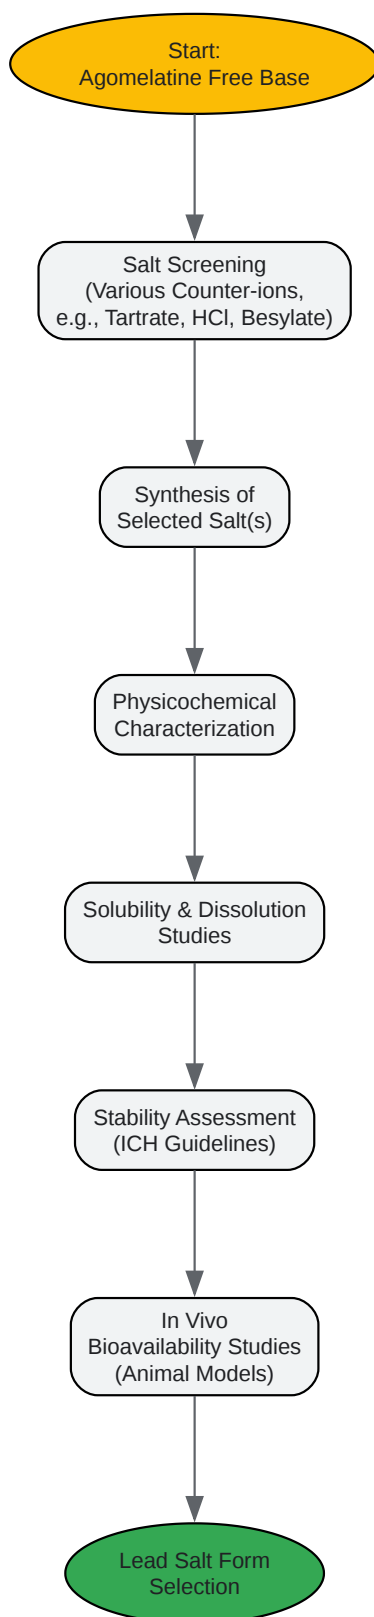 Start:
Agomelatine Free Base
Salt Screening
(Various Counter-ions,
e.g., Tartrate, HCl, Besylate)
Synthesis of
Selected Salt(s)
Physicochemical
Characterization
Solubility & Dissolution
Studies
Stability Assessment
(ICH Guidelines)
In Vivo
Bioavailability Studies
(Animal Models)
Lead Salt Form
Selection